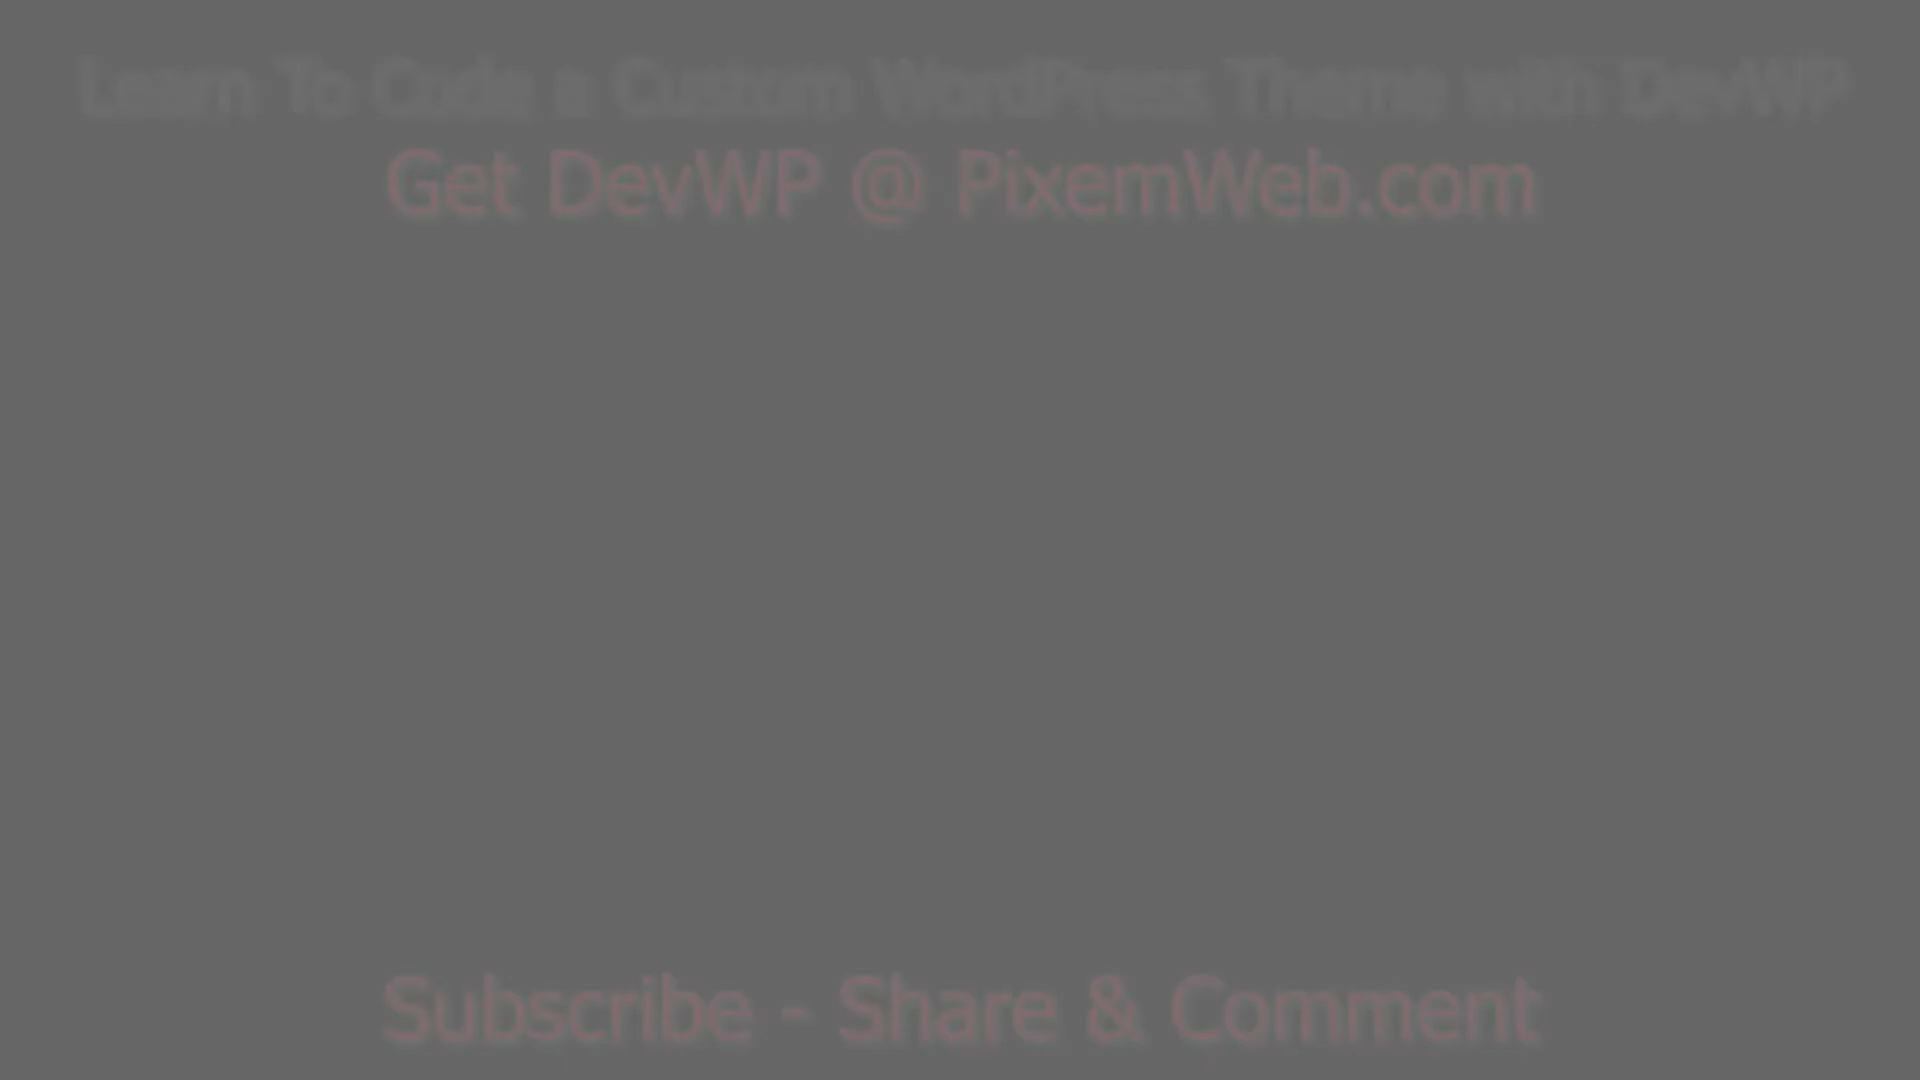 Learn To Code a Custom WordPress Theme with DevWP
Get DevWP @ PixemWeb.com
Subscribe - Share & Comment